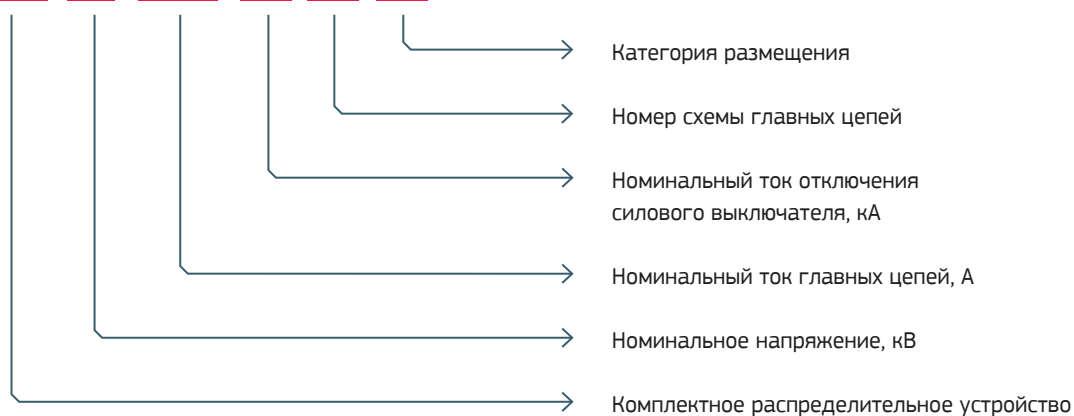 Категория размещения
Номер схемы главных цепей
Номинальный ток отключения
силового выключателя, кА
Номинальный ток главных цепей, А
Номинальное напряжение, кВ
Комплектное распределительное устройство